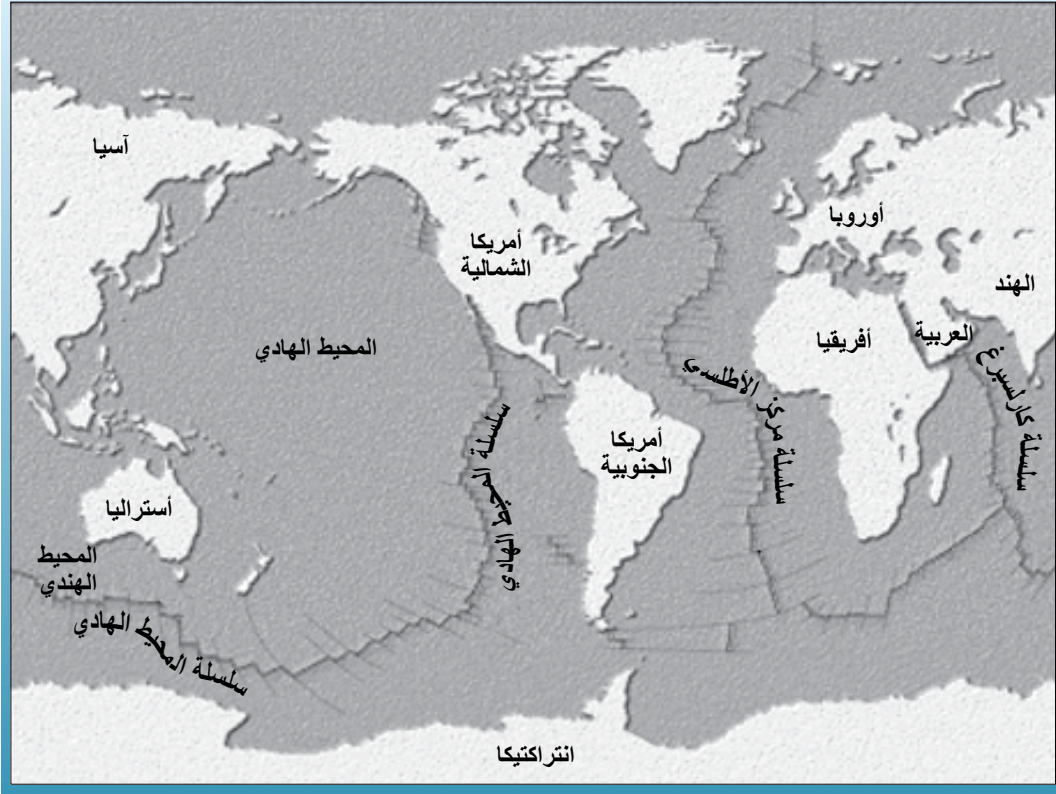 آسيا
أوروبا
أمريكا
الشمالية
الهند
العربية
أفريقيا
المحيط الهادي
سلسلة كارلسبرغ
سلسلة مركز الأطلسي
سلسلة المحيط الهادي
أمريكا
الجنوبية
أستراليا
المحيط
الهندي
سلسلة المحيط الهادي
انتراكتيكا